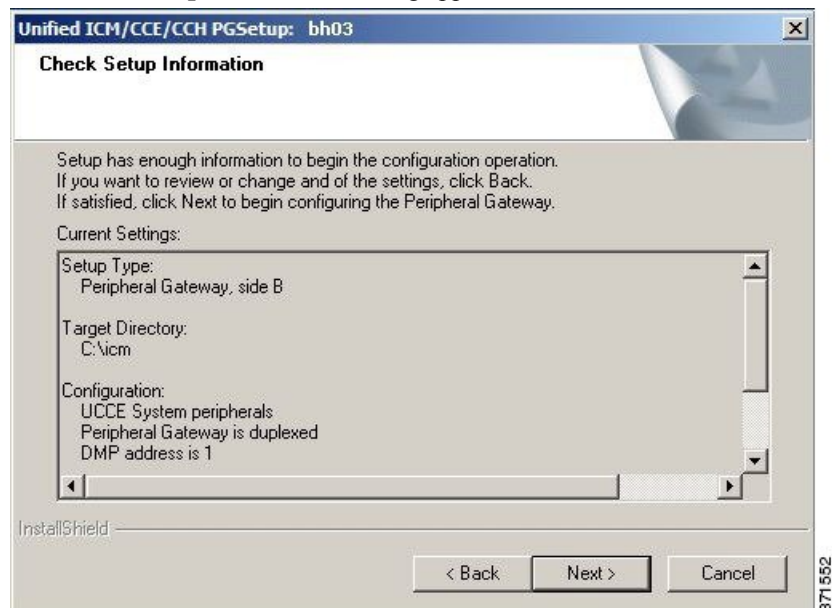 Unified ICM/CCE/CCH PGSetup: bh03
Check Setup Information
Setup has enough information to begin the configuration operation.
If you want to review or change and of the settings, click Back.
If satisfied, click Next to begin configuring the Peripheral Gateway.
Current Settings:
Setup Type:
Peripheral Gateway, side B
Target Directory:
C:\icm
Configuration:
UCCE System peripherals
Peripheral Gateway is duplexed
DMP address is 1
InstallShield
< Back
Next >
Cancel
371552